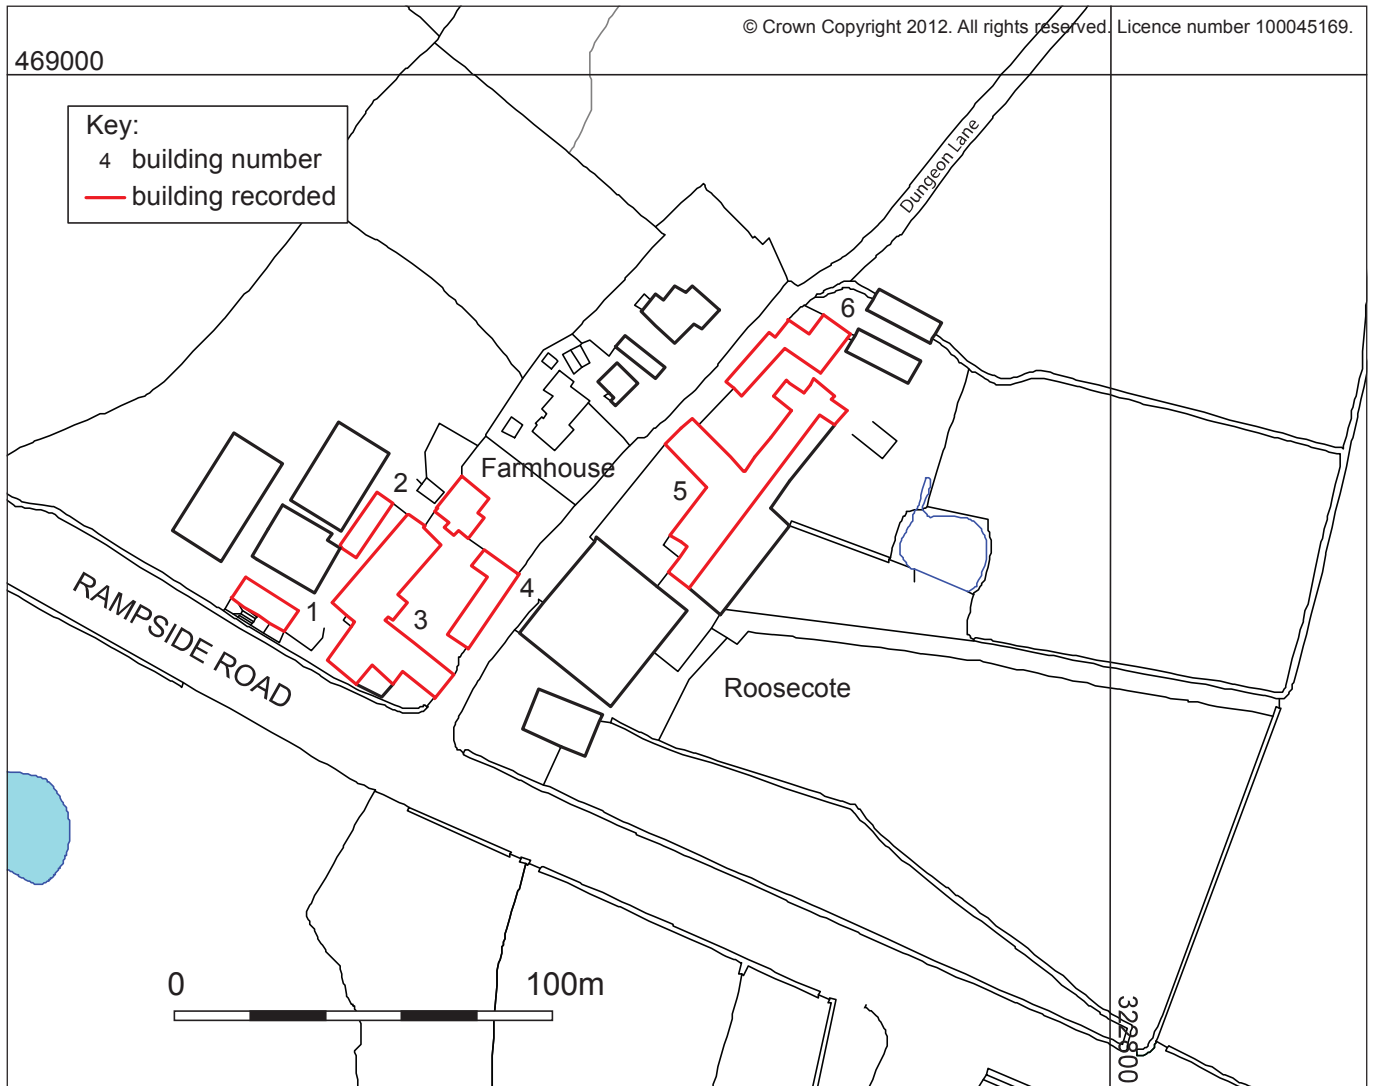 © Crown Copyright 2012. All rights reserved. Licence number 100045169.
469000
Key:
4 building number
building recorded
Dungeon Lane
6
2
Farmhouse
5
4
1
3
RAMPSIDE ROAD
Roosecote
0 100m
322800